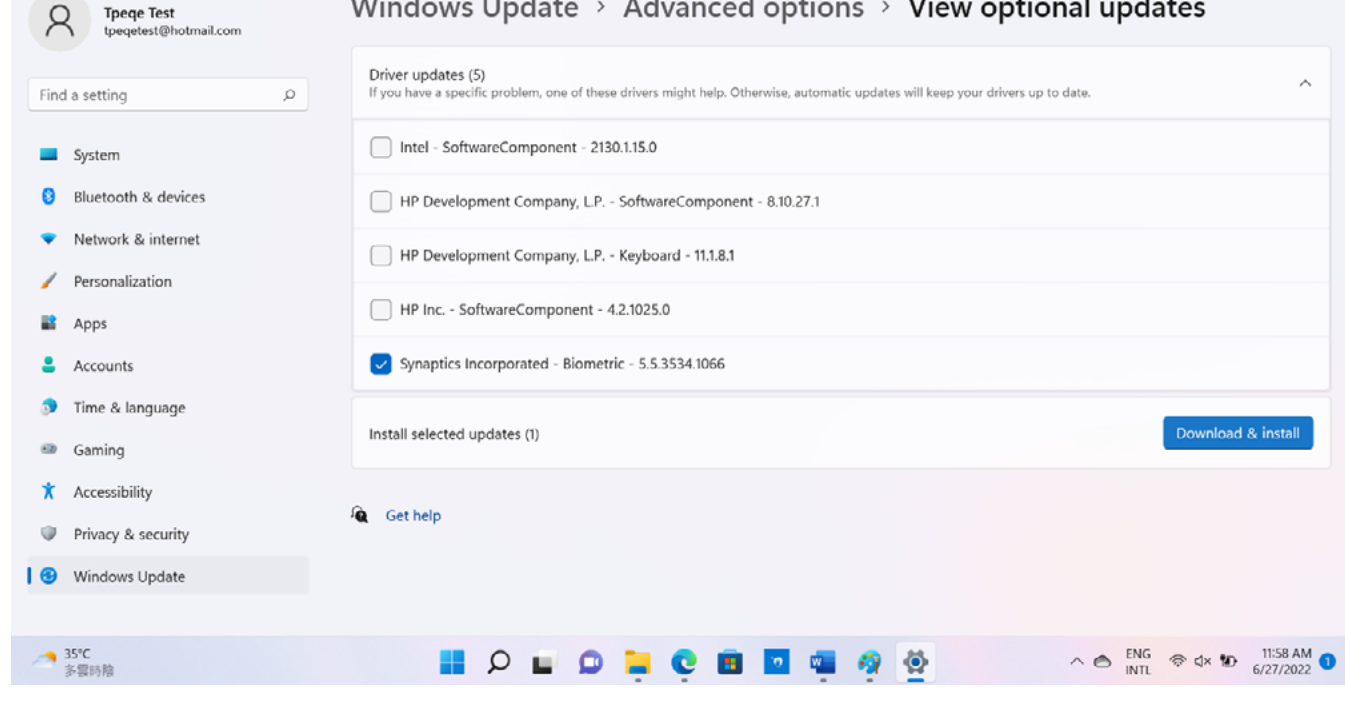 Tpeqe Test
tpeqetest@hotmail.com
Windows Update > Advanced options > View optional updates
Find a setting
System
Bluetooth & devices
Network & internet
Personalization
Apps
Accounts
Time & language
Gaming
Accessibility
Privacy & security
Windows Update
Driver updates (5)
If you have a specific problem, one of these drivers might help. Otherwise, automatic updates will keep your drivers up to date.
Intel - SoftwareComponent - 2130.1.15.0
HP Development Company, L.P. - SoftwareComponent - 8.10.27.1
HP Development Company, L.P. - Keyboard - 11.1.8.1
HP Inc. - SoftwareComponent - 4.2.1025.0
Synaptics Incorporated - Biometric - 5.5.3534.1066
Install selected updates (1)
Download & install
Get help
35°C
多雲時陰
ENG
INTL
11:58 AM
6/27/2022
1